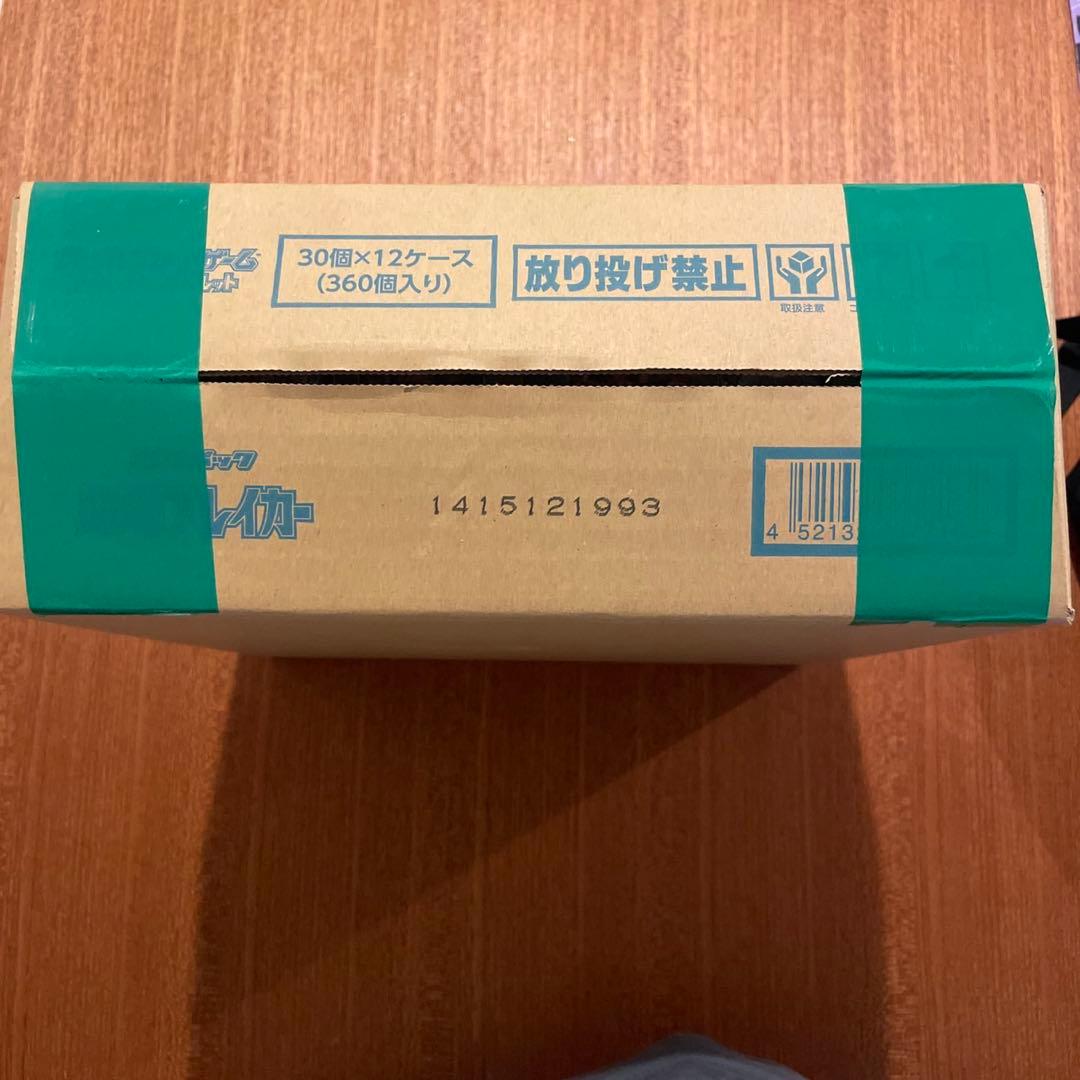 ゲーム
レット
30個×12ケース
(360個入り)
放り投げ禁止
取扱注意
ック
レイカー
1415121993
4 5213